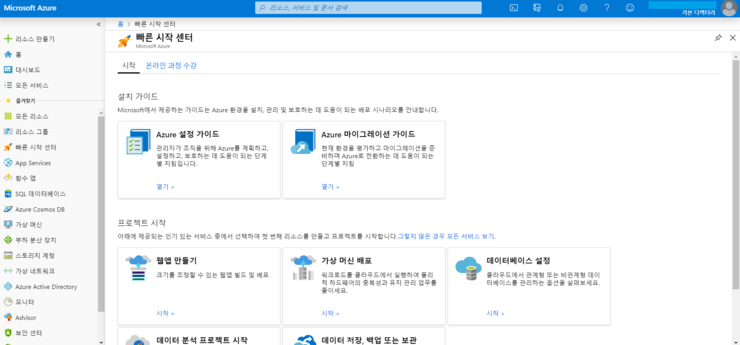 Microsoft Azure
리소스, 서비스 및 문서 검색
기본 디렉터리
리소스 만들기
홈
대시보드
모든 서비스
즐겨찾기
모든 리소스
리소스 그룹
빠른 시작 센터
App Services
함수 앱
SQL 데이터베이스
Azure Cosmos DB
가상 머신
부하 분산 장치
스토리지 계정
가상 네트워크
Azure Active Directory
모니터
Advisor
보안 센터
홈 > 빠른 시작 센터
빠른 시작 센터
Microsoft Azure
시작 온라인 과정 수강
설치 가이드
Microsoft에서 제공하는 가이드는 Azure 환경을 설치, 관리 및 보호하는 데 도움이 되는 배포 시나리오를 안내합니다.
Azure 설정 가이드
관리자가 조직을 위해 Azure를 계획하고,
설정하고, 보호하는 데 도움이 되는 단계
별 지침입니다.
열기 >
Azure 마이그레이션 가이드
현재 환경을 평가하고 마이그레이션을 준
비하며 Azure로 전환하는 데 도움이 되는
단계별 지침
열기 >
프로젝트 시작
아래에 제공되는 인기 있는 서비스 중에서 선택하여 첫 번째 리소스를 만들고 프로젝트를 시작합니다.그렇지 않은 경우 모든 서비스 보기.
웹앱 만들기
크기를 조정할 수 있는 웹앱 빌드 및 배포
시작 >
가상 머신 배포
워크로드를 클라우드에서 실행하여 물리
적 하드웨어의 중복성과 유지 관리 업무를
줄이세요.
시작 >
데이터베이스 설정
클라우드에서 관계형 또는 비관계형 데이
터베이스를 관리하는 옵션을 살펴보세요.
시작 >
데이터 분석 프로젝트 시작
데이터 저장, 백업 또는 보관